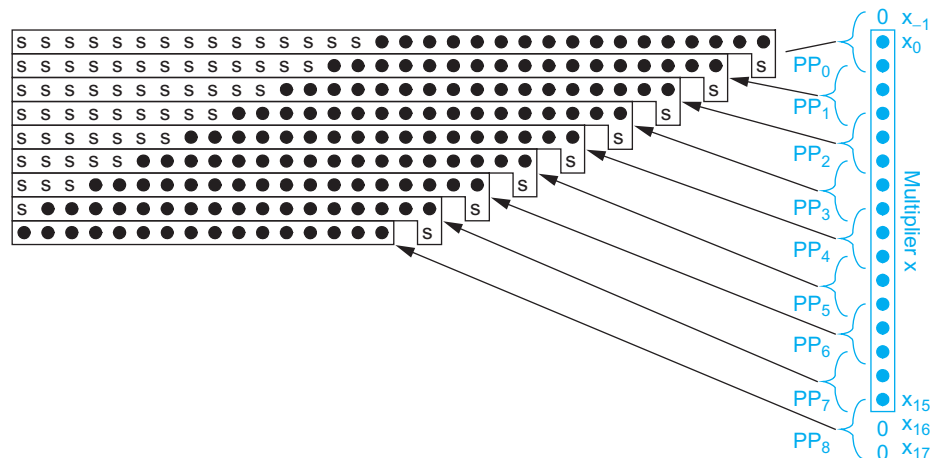 0 x₋₁
s s s s s s s s s s s s s s s x₀
s s s s s s s s s s s s s s PP₀
s s s s s s s s s s s s
s s s s s s s s s s PP₁
s s s s s s s s
s s s s s s PP₂
s s s s
s s PP₃
s
PP₄
Multiplier x
PP₅
PP₆
PP₇ x₁₅
0 x₁₆
PP₈ 0 x₁₇